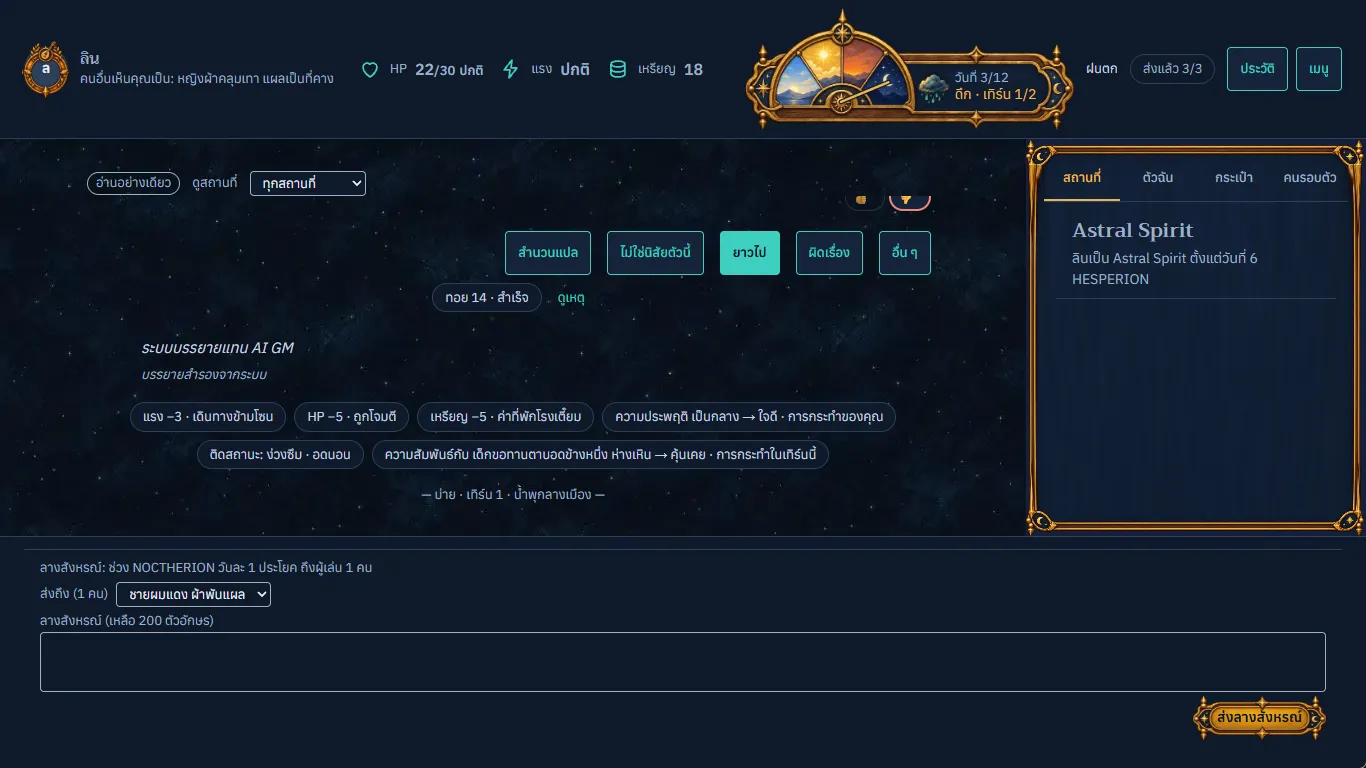 ล
ลิน
คนอื่นเห็นคุณเป็น: หญิงผ้าคลุมเทา แผลเป็นที่คาง
HP 22/30 ปกติ
แรง ปกติ
เหรียญ 18
วันที่ 3/12
ดึก · เทิร์น 1/2
ฝนตก
ส่งแล้ว 3/3
ประวัติ
เมนู
อ่านอย่างเดียว
ดูสถานที่
ทุกสถานที่
สำนวนแปล
ไม่ใช่นิสัยตัวนี้
ยาวไป
ผิดเรื่อง
อื่น ๆ
ทอย 14 · สำเร็จ
ดูเหตุ
ระบบบรรยายแทน AI GM
บรรยายสำรองจากระบบ
แรง −3 · เดินทางข้ามโซน
HP −5 · ถูกโจมตี
เหรียญ −5 · ค่าที่พักโรงเตี๊ยม
ความประพฤติ เป็นกลาง → ใจดี · การกระทำของคุณ
ติดสถานะ: ง่วงซึม · อดนอน
ความสัมพันธ์กับ เด็กขอทานตาบอดข้างหนึ่ง ห่างเหิน → คุ้นเคย · การกระทำในเทิร์นนี้
— บ่าย · เทิร์น 1 · น้ำพุกลางเมือง —
สถานที่
ตัวฉัน
กระเป๋า
คนรอบตัว
Astral Spirit
ลินเป็น Astral Spirit ตั้งแต่วันที่ 6
HESPERION
ลางสังหรณ์: ช่วง NOCTHERION วันละ 1 ประโยค ถึงผู้เล่น 1 คน
ส่งถึง (1 คน)
ชายผมแดง ผ้าพันแผล
ลางสังหรณ์ (เหลือ 200 ตัวอักษร)
ส่งลางสังหรณ์